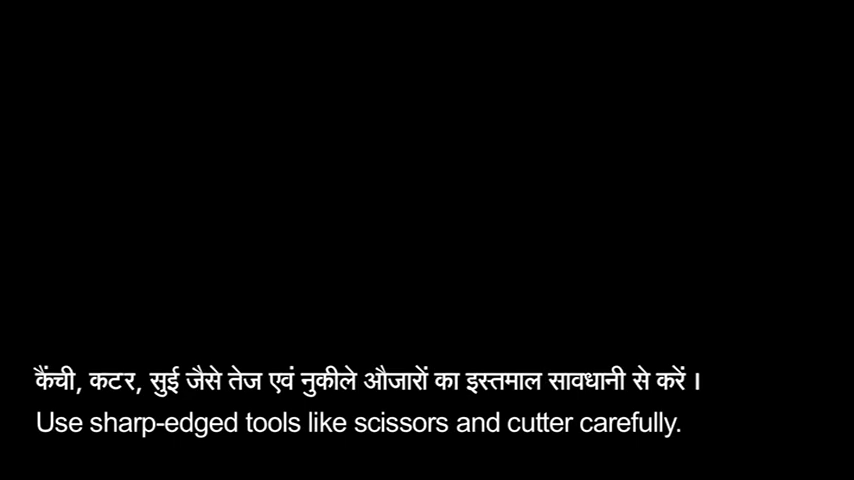 कैंची, कटर, सुई जैसे तेज एवं नुकीले औजारों का इस्तमाल सावधानी से करें ।
Use sharp-edged tools like scissors and cutter carefully.